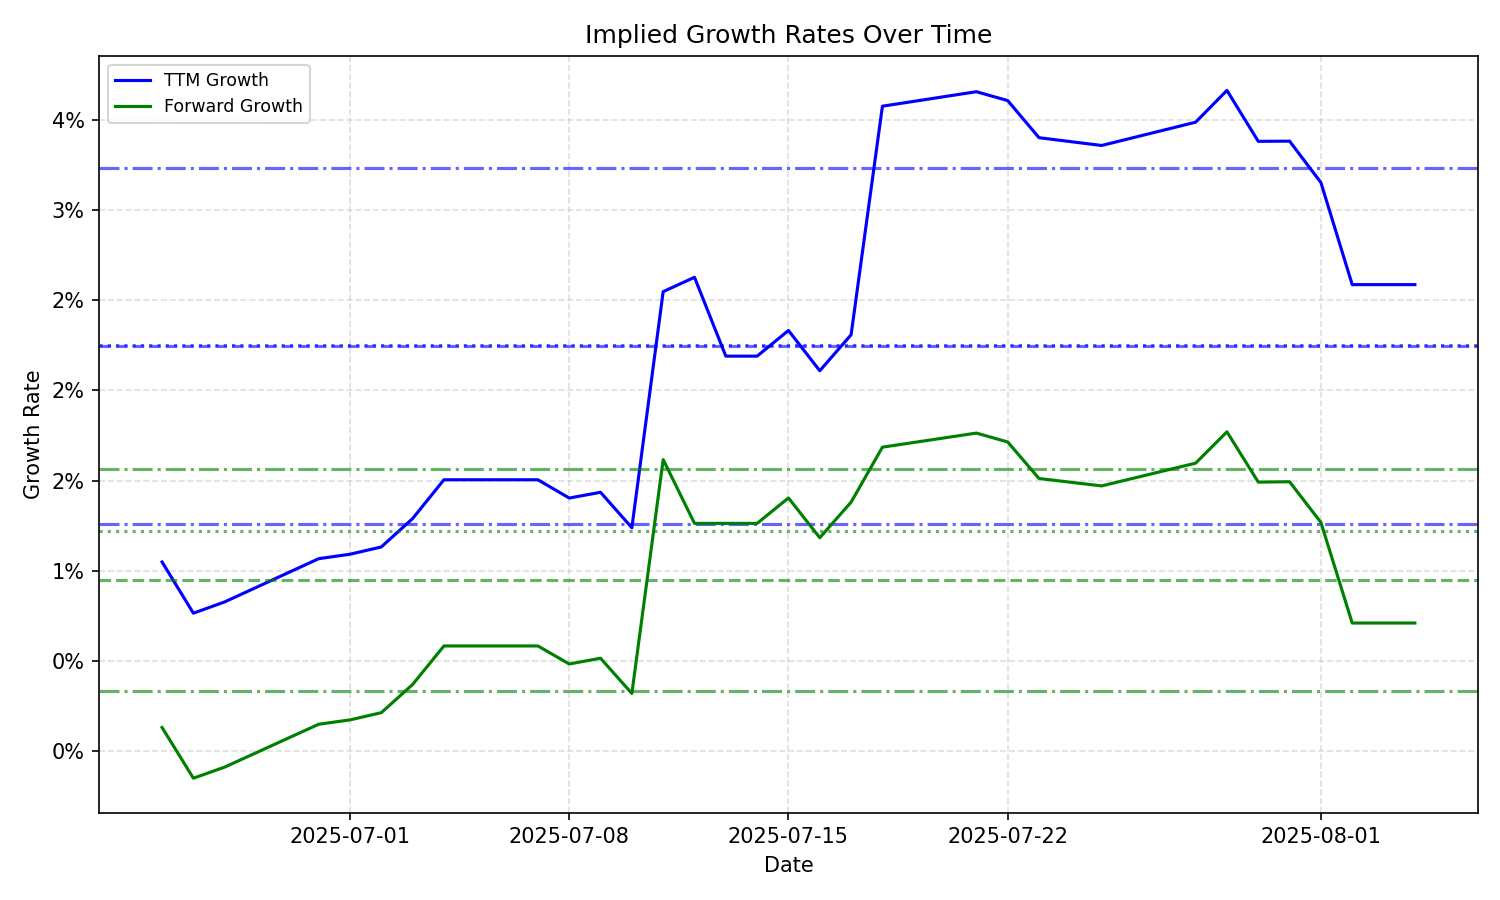 Implied Growth Rates Over Time
TTM Growth
Forward Growth
4%
3%
2%
2%
2%
1%
0%
0%
Growth Rate
2025-07-01
2025-07-08
2025-07-15
2025-07-22
2025-08-01
Date